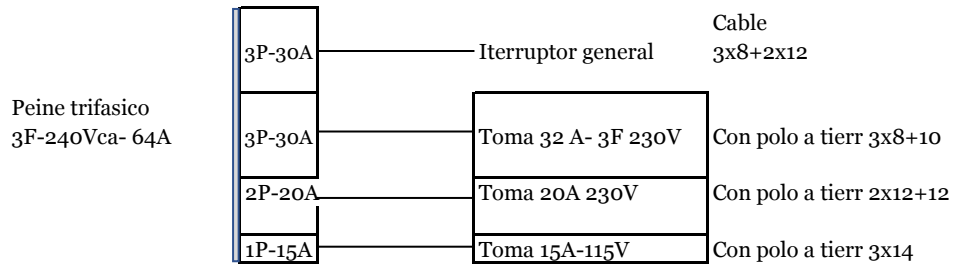 Cable
3P-30A Iterruptor general 3x8+2x12
Peine trifasico
3F-240Vca- 64A 3P-30A Toma 32 A- 3F 230V Con polo a tierr 3x8+10
2P-20A Toma 20A 230V Con polo a tierr 2x12+12
1P-15A Toma 15A-115V Con polo a tierr 3x14